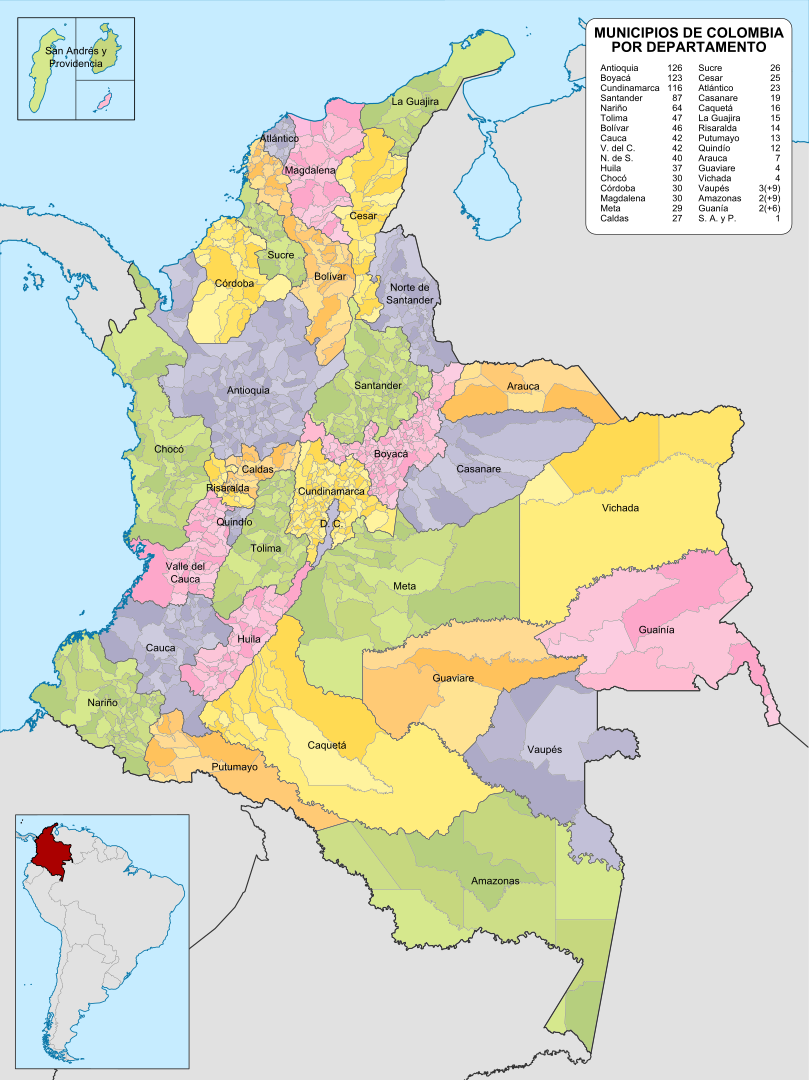 MUNICIPIOS DE COLOMBIA
POR DEPARTAMENTO
Antioquia 126 Sucre 26
Boyacá 123 Cesar 25
Cundinamarca 116 Atlántico 23
Santander 87 Casanare 19
Nariño 64 Caquetá 16
Tolima 47 La Guajira 15
Bolívar 46 Risaralda 14
Cauca 42 Putumayo 13
V. del C. 42 Quindío 12
N. de S. 40 Arauca 7
Huila 37 Guaviare 4
Chocó 30 Vichada 4
Córdoba 30 Vaupés 3(+9)
Magdalena 30 Amazonas 2(+9)
Meta 29 Guanía 2(+6)
Caldas 27 S. A. y P. 1
San Andrés y
Providencia
La Guajira
Atlántico
Magdalena
Cesar
Sucre
Bolívar
Córdoba
Norte de
Santander
Antioquia
Santander
Arauca
Chocó
Boyacá
Caldas
Casanare
Risaralda
Cundinamarca
Vichada
Quindío
D. C.
Tolima
Valle del
Cauca
Meta
Guainía
Huila
Cauca
Guaviare
Nariño
Caquetá
Vaupés
Putumayo
Amazonas